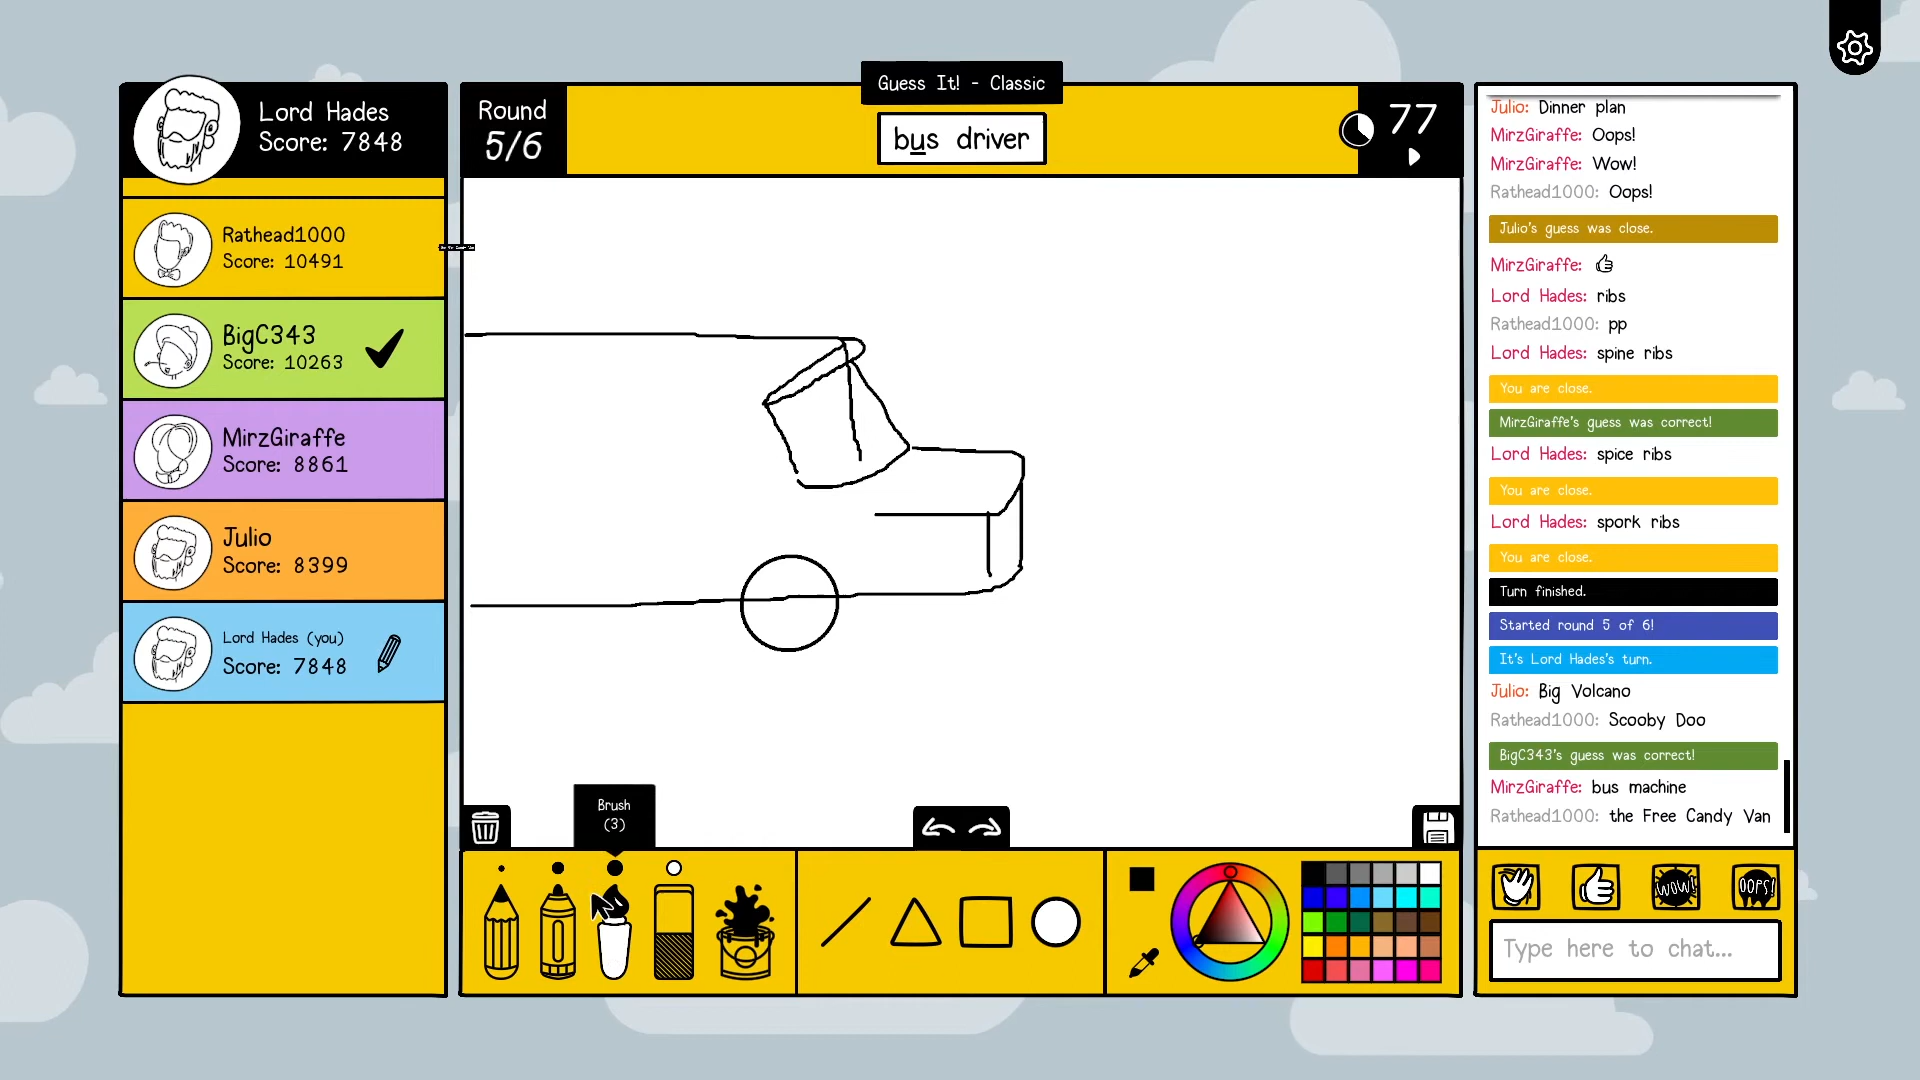 Guess It! - Classic
Lord Hades
Score: 7848
Round
5/6
bus driver
77
Rathead1000
Score: 10491
BigC343
Score: 10263
MirzGiraffe
Score: 8861
Julio
Score: 8399
Lord Hades (you)
Score: 7848
Brush
(3)
Julio: Dinner plan
MirzGiraffe: Oops!
MirzGiraffe: Wow!
Rathead1000: Oops!
Julio's guess was close.
MirzGiraffe:
Lord Hades: ribs
Rathead1000: pp
Lord Hades: spine ribs
You are close.
MirzGiraffe's guess was correct!
Lord Hades: spice ribs
You are close.
Lord Hades: spork ribs
You are close.
Turn finished.
Started round 5 of 6!
It's Lord Hades's turn.
Julio: Big Volcano
Rathead1000: Scooby Doo
BigC343's guess was correct!
MirzGiraffe: bus machine
Rathead1000: the Free Candy Van
WOW!
OOPS!
Type here to chat...